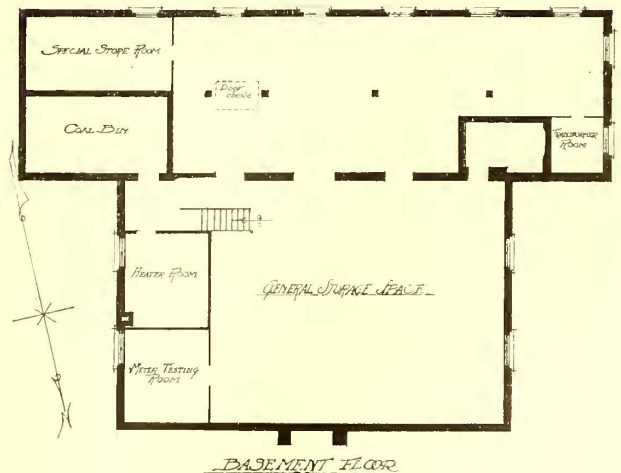 SPECIAL STORE ROOM
Door
above
COAL BIN
TRANSFORMER
ROOM
UP
HEATER ROOM
GENERAL STORAGE SPACE
METER TESTING
ROOM
BASEMENT FLOOR